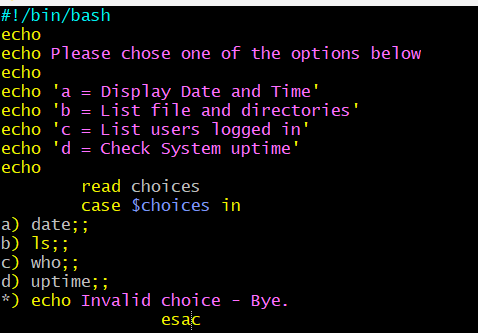 #!/bin/bash
echo
echo Please chose one of the options below
echo
echo 'a = Display Date and Time'
echo 'b = List file and directories'
echo 'c = List users logged in'
echo 'd = Check System uptime'
echo
read choices
case $choices in
a) date;;
b) ls;;
c) who;;
d) uptime;;
*) echo Invalid choice - Bye.
esac